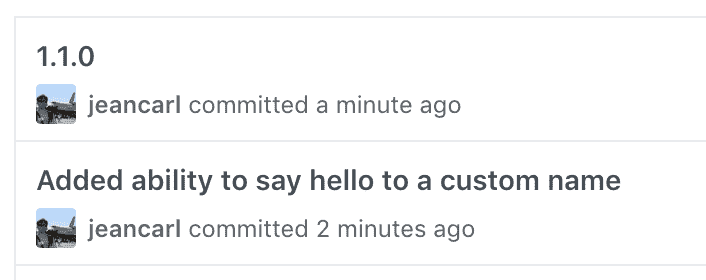 1.1.0
jeancarl committed a minute ago
Added ability to say hello to a custom name
jeancarl committed 2 minutes ago